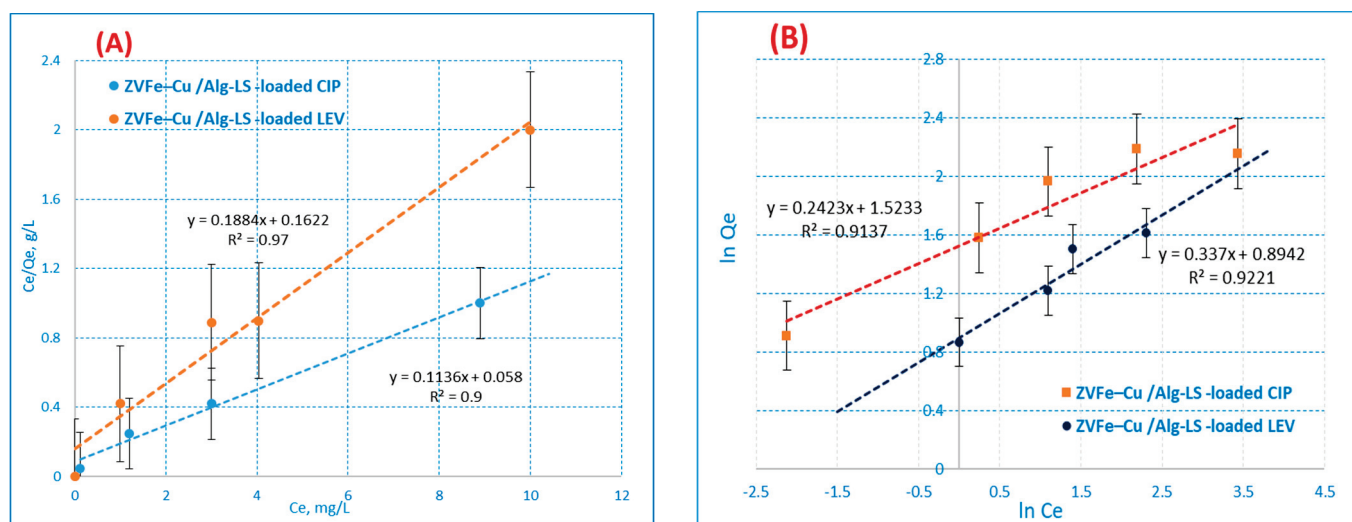 (A)
2.4
2
1.6
1.2
0.8
0.4
0
Ce/Qe, g/L
ZVFe–Cu /Alg-LS -loaded CIP
ZVFe–Cu /Alg-LS -loaded LEV
y = 0.1884x + 0.1622
R² = 0.97
y = 0.1136x + 0.058
R² = 0.9
0 2 4 6 8 10 12
Ce, mg/L
(B)
2.8
2.4
2
1.6
1.2
0.8
0.4
0
ln Qe
y = 0.2423x + 1.5233
R² = 0.9137
y = 0.337x + 0.8942
R² = 0.9221
ZVFe–Cu /Alg-LS -loaded CIP
ZVFe–Cu /Alg-LS -loaded LEV
-2.5 -1.5 -0.5 0.5 1.5 2.5 3.5 4.5
ln Ce